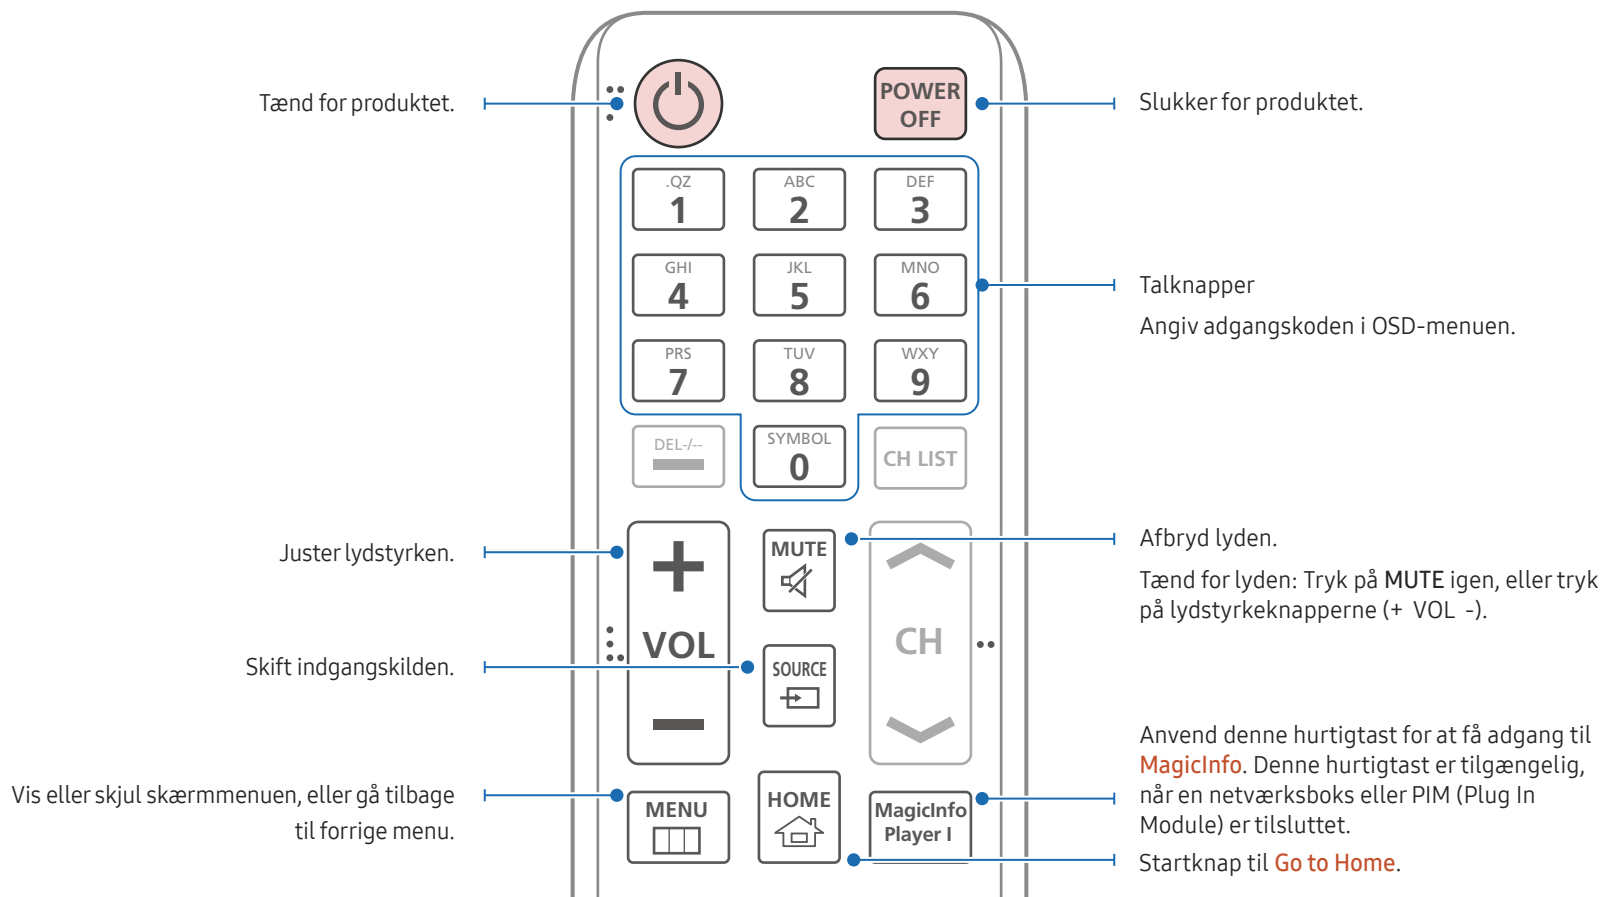 Tænd for produktet.
POWER
OFF
Slukker for produktet.
.QZ
1
ABC
2
DEF
3
GHI
4
JKL
5
MNO
6
Talknapper
Angiv adgangskoden i OSD-menuen.
PRS
7
TUV
8
WXY
9
DEL-/--
SYMBOL
0
CH LIST
Juster lydstyrken.
VOL
MUTE
CH
Afbryd lyden.
Tænd for lyden: Tryk på MUTE igen, eller tryk
på lydstyrkeknapperne (+ VOL -).
Skift indgangskilden.
SOURCE
Vis eller skjul skærmmenuen, eller gå tilbage
til forrige menu.
MENU
HOME
MagicInfo
Player I
Anvend denne hurtigtast for at få adgang til
MagicInfo. Denne hurtigtast er tilgængelig,
når en netværksboks eller PIM (Plug In
Module) er tilsluttet.
Startknap til Go to Home.